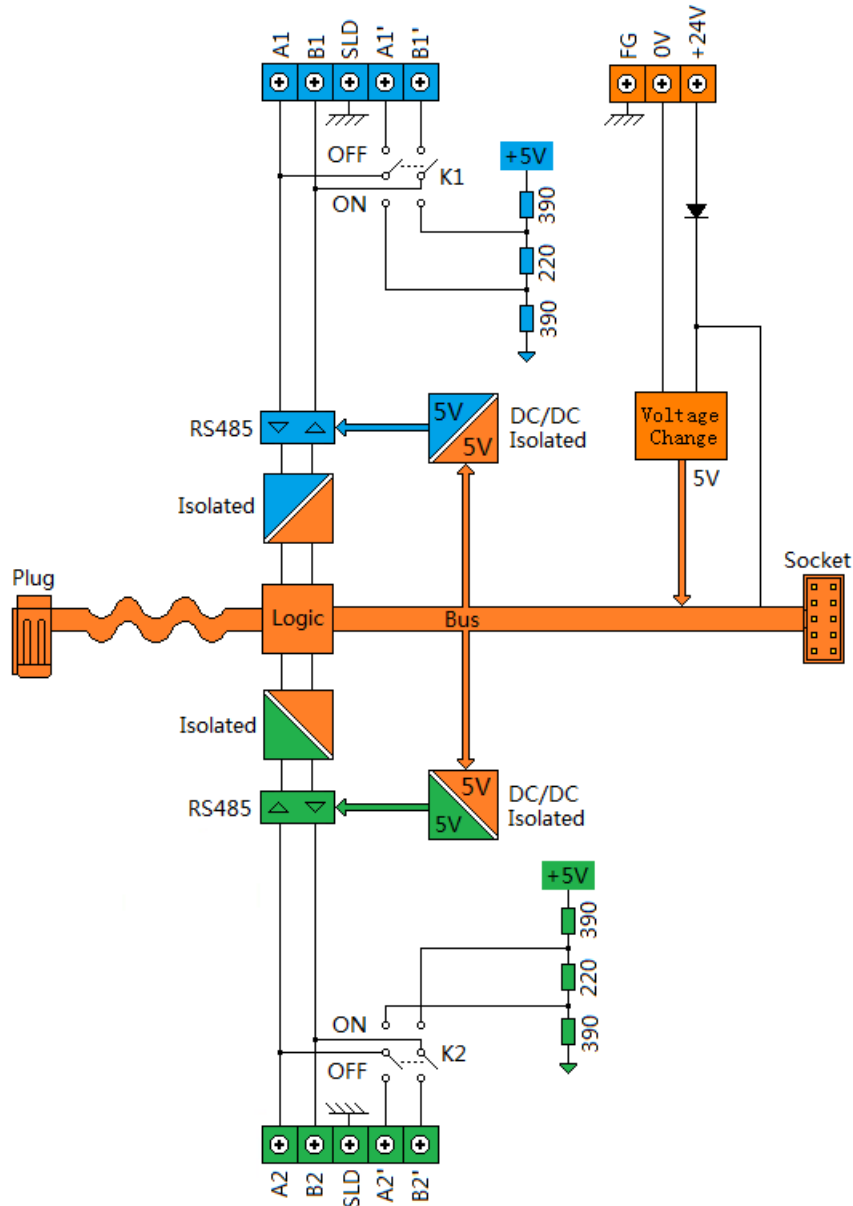 A1
B1
SLD
A1'
B1'
FG
0V
+24V
OFF
K1
ON
+5V
390
220
390
RS485
5V
5V
DC/DC
Isolated
Voltage
Change
5V
Isolated
Plug
Logic
Bus
Socket
Isolated
RS485
5V
5V
DC/DC
Isolated
+5V
390
220
390
ON
K2
OFF
A2
B2
SLD
A2'
B2'